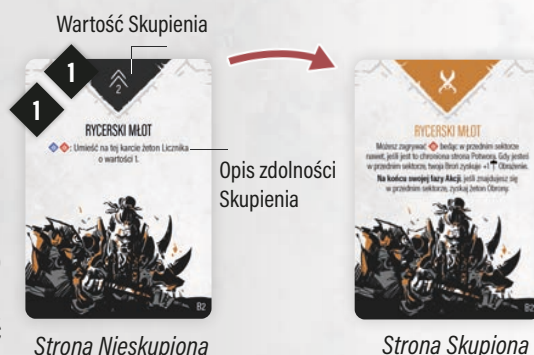 Wartość Skupienia
1
1
2
RYCERSKI MŁOT
: Umieść na tej karcie żeton Licznika
o wartości 1.
B2
Opis zdolności
Skupienia
Strona Nieskupiona
RYCERSKI MŁOT
Możesz zagrywać będąc w przednim sektorze
nawet, jeśli jest to chroniona strona Potwora. Gdy jesteś
w przednim sektorze, twoja Broń zyskuje +1 Obrażenie.
Na końcu swojej fazy Akcji, jeśli znajdujesz się
w przednim sektorze, zyskaj żeton Obrony.
B2
Strona Skupiona